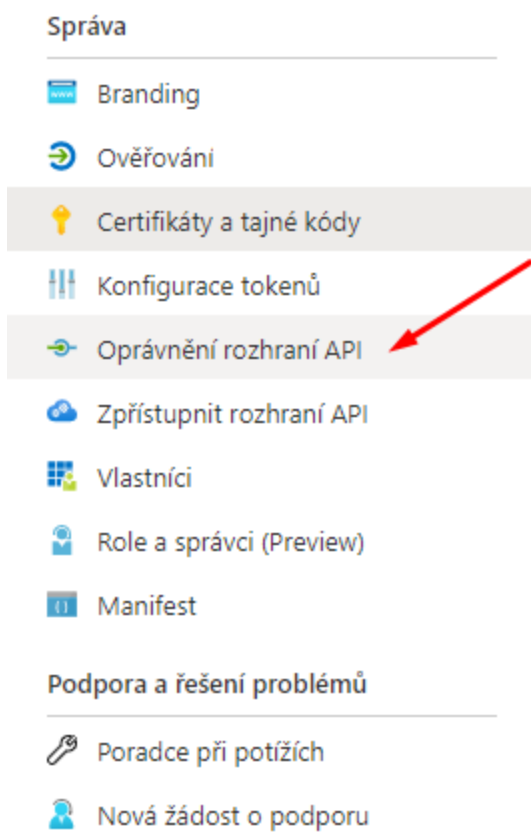 Správa
Branding
Ověřování
Certifikáty a tajné kódy
Konfigurace tokenů
Oprávnění rozhraní API
Zpřístupnit rozhraní API
Vlastníci
Role a správci (Preview)
Manifest
Podpora a řešení problémů
Poradce při potížích
Nová žádost o podporu